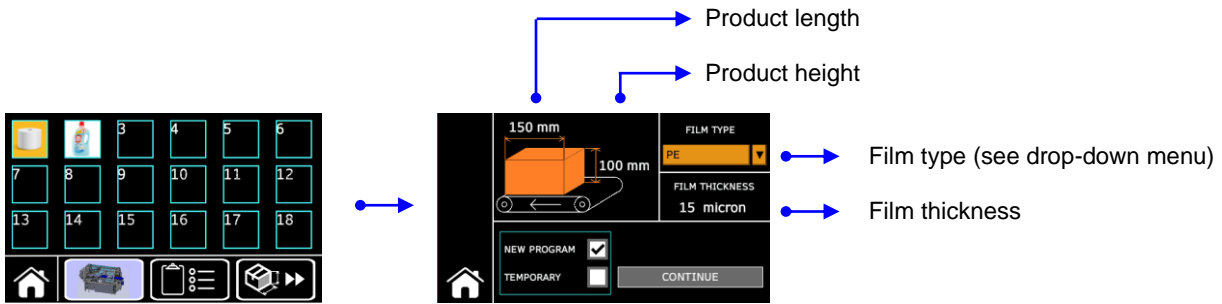 Product length
Product height
3 4 5 6
7 8 9 10 11 12
13 14 15 16 17 18
150 mm
100 mm
FILM TYPE
PE
FILM THICKNESS
15 micron
NEW PROGRAM
TEMPORARY
CONTINUE
Film type (see drop-down menu)
Film thickness